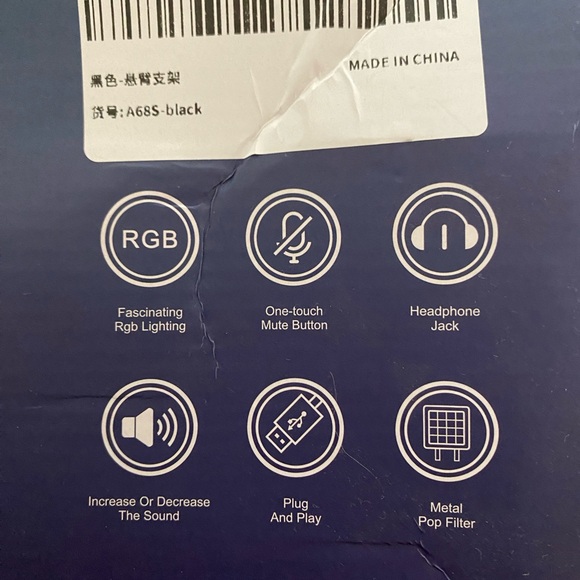 MADE IN CHINA
黑色-悬臂支架
货号:A68S-black
RGB
Fascinating
Rgb Lighting
One-touch
Mute Button
Headphone
Jack
Increase Or Decrease
The Sound
Plug
And Play
Metal
Pop Filter